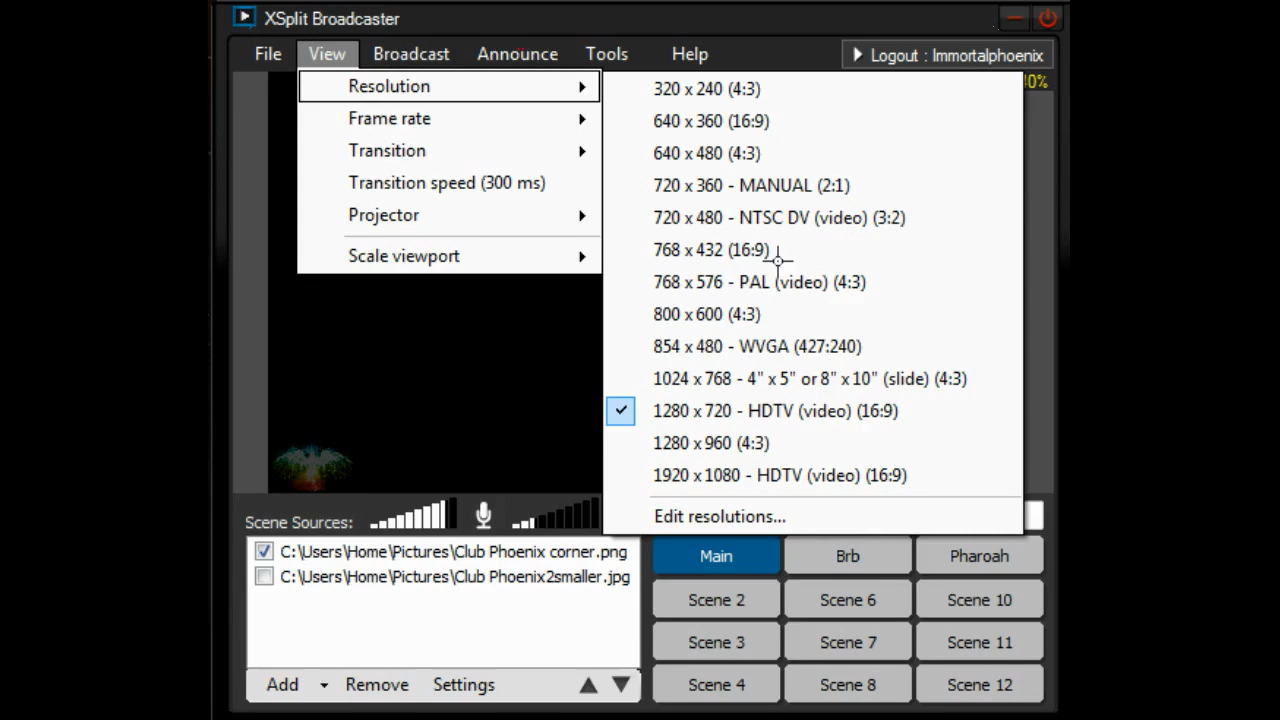 XSplit Broadcaster
File View Broadcast Announce Tools Help Logout : Immortalphoenix
Resolution
Frame rate
Transition
Transition speed (300 ms)
Projector
Scale viewport
320 x 240 (4:3)
640 x 360 (16:9)
640 x 480 (4:3)
720 x 360 - MANUAL (2:1)
720 x 480 - NTSC DV (video) (3:2)
768 x 432 (16:9)
768 x 576 - PAL (video) (4:3)
800 x 600 (4:3)
854 x 480 - WVGA (427:240)
1024 x 768 - 4" x 5" or 8" x 10" (slide) (4:3)
1280 x 720 - HDTV (video) (16:9)
1280 x 960 (4:3)
1920 x 1080 - HDTV (video) (16:9)
Edit resolutions...
Scene Sources:
C:\Users\Home\Pictures\Club Phoenix corner.png
C:\Users\Home\Pictures\Club Phoenix2smaller.jpg
Add Remove Settings
Main Brb Pharoah
Scene 2 Scene 6 Scene 10
Scene 3 Scene 7 Scene 11
Scene 4 Scene 8 Scene 12